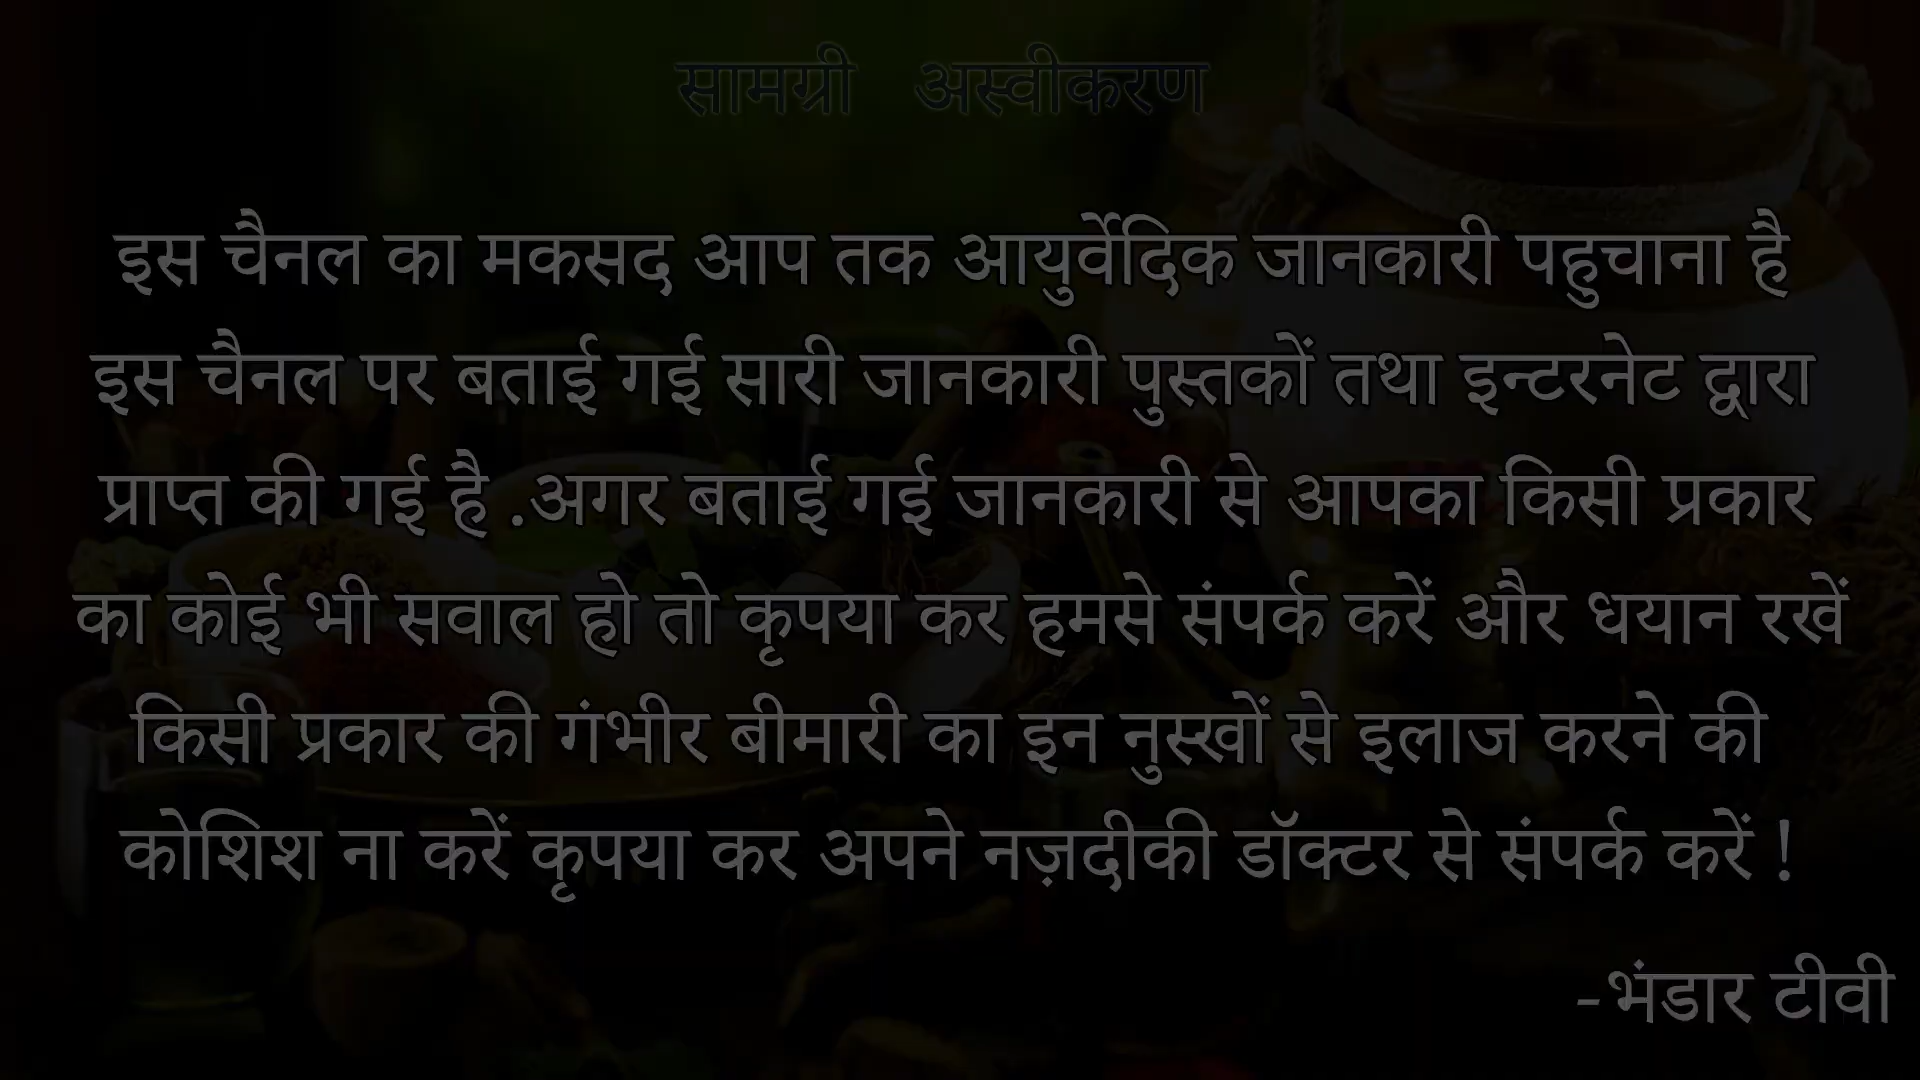 सामग्री अस्वीकरण
इस चैनल का मकसद आप तक आयुर्वेदिक जानकारी पहुचाना है
इस चैनल पर बताई गई सारी जानकारी पुस्तकों तथा इन्टरनेट द्वारा
प्राप्त की गई है .अगर बताई गई जानकारी से आपका किसी प्रकार
का कोई भी सवाल हो तो कृपया कर हमसे संपर्क करें और धयान रखें
किसी प्रकार की गंभीर बीमारी का इन नुस्खों से इलाज करने की
कोशिश ना करें कृपया कर अपने नज़दीकी डॉक्टर से संपर्क करें !
-भंडार टीवी